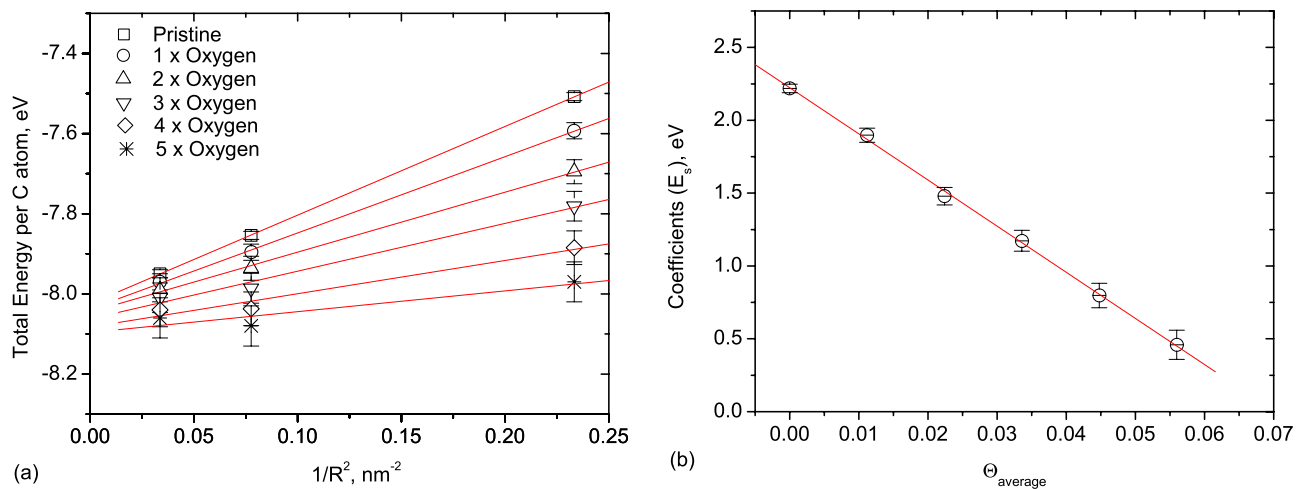 -7.4
-7.6
-7.8
-8.0
-8.2
Total Energy per C atom, eV
Pristine
1 x Oxygen
2 x Oxygen
3 x Oxygen
4 x Oxygen
5 x Oxygen
0.00 0.05 0.10 0.15 0.20 0.25
1/R², nm⁻²
(a)
2.5
2.0
1.5
1.0
0.5
0.0
Coefficients (Eₛ), eV
0.00 0.01 0.02 0.03 0.04 0.05 0.06 0.07
Θaverage
(b)